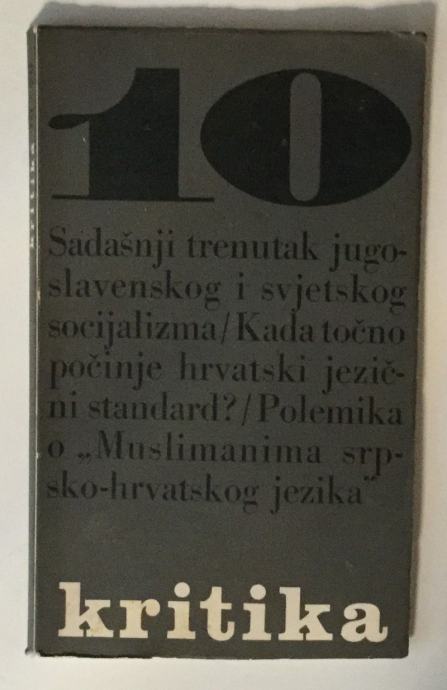 10
Sadašnji trenutak jugo-
slavenskog i svjetskog
socijalizma/Kada točno
počinje hrvatski jezič-
ni standard?/Polemika
o „Muslimanima srp-
sko-hrvatskog jezika"
kritika
kritika